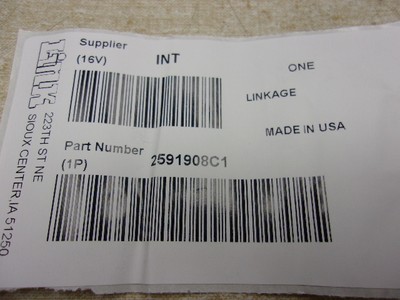 Supplier
(16V) INT
ONE
LINKAGE
MADE IN USA
Part Number
(1P) 2591908C1
223TH ST NE
SIOUX CENTER,IA 51250